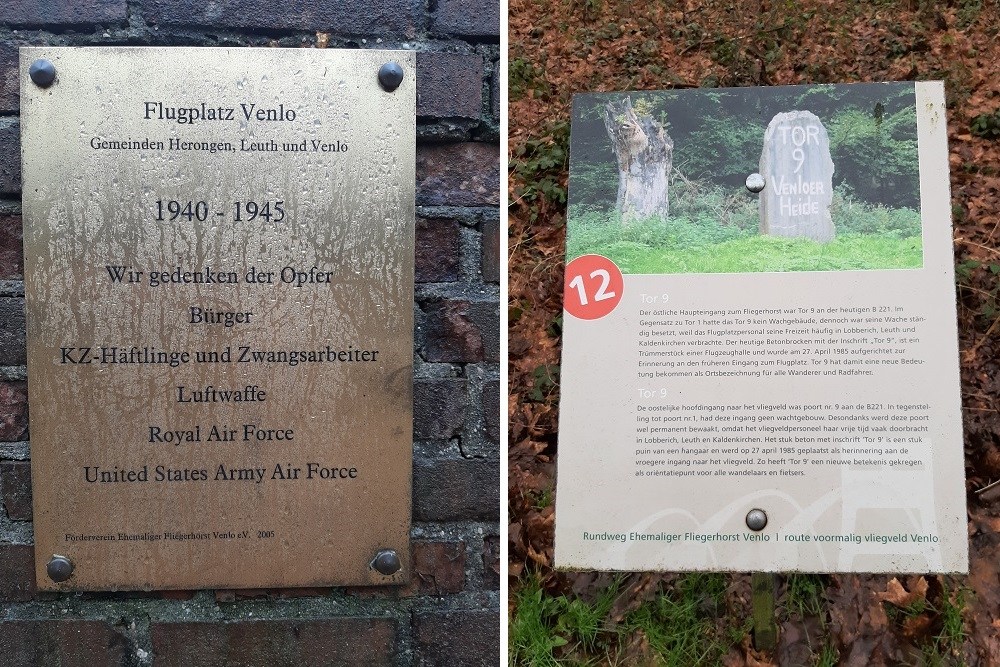 Flugplatz Venlo
Gemeinden Herongen, Leuth und Venlo
1940 - 1945
Wir gedenken der Opfer
Bürger
KZ-Häftlinge und Zwangsarbeiter
Luftwaffe
Royal Air Force
United States Army Air Force
Förderverein Ehemaliger Fliegerhorst Venlo e.V. 2005
TOR
9
VENLOER
HEIDE
12
Tor 9
Der östliche Haupteingang zum Fliegerhorst war Tor 9 an der heutigen B 221. Im
Gegensatz zu Tor 1 hatte das Tor 9 kein Wachgebäude, dennoch war seine Wache stän-
dig besetzt, weil das Flugplatzpersonal seine Freizeit häufig in Lobberich, Leuth und
Kaldenkirchen verbrachte. Der heutige Betonbrocken mit der Inschrift „Tor 9", ist ein
Trümmerstück einer Flugzeughalle und wurde am 27. April 1985 aufgerichtet zur
Erinnerung an den früheren Eingang zum Flugplatz. Tor 9 hat damit eine neue Bedeu-
tung bekommen als Ortsbezeichnung für alle Wanderer und Radfahrer.
Tor 9
De oostelijke hoofdingang naar het vliegveld was poort nr. 9 aan de B221. In tegenstel-
ling tot poort nr.1, had deze ingang geen wachtgebouw. Desondanks werd deze poort
wel permanent bewaakt, omdat het vliegveldpersoneel haar vrije tijd vaak doorbracht
in Lobberich, Leuth en Kaldenkirchen. Het stuk beton met inschrift 'Tor 9' is een stuk
puin van een hangaar en werd op 27 april 1985 geplaatst als herinnering aan de
vroegere ingang naar het vliegveld. Zo heeft 'Tor 9' een nieuwe betekenis gekregen
als oriëntatiepunt voor alle wandelaars en fietsers.
Rundweg Ehemaliger Fliegerhorst Venlo | route voormalig vliegveld Venlo